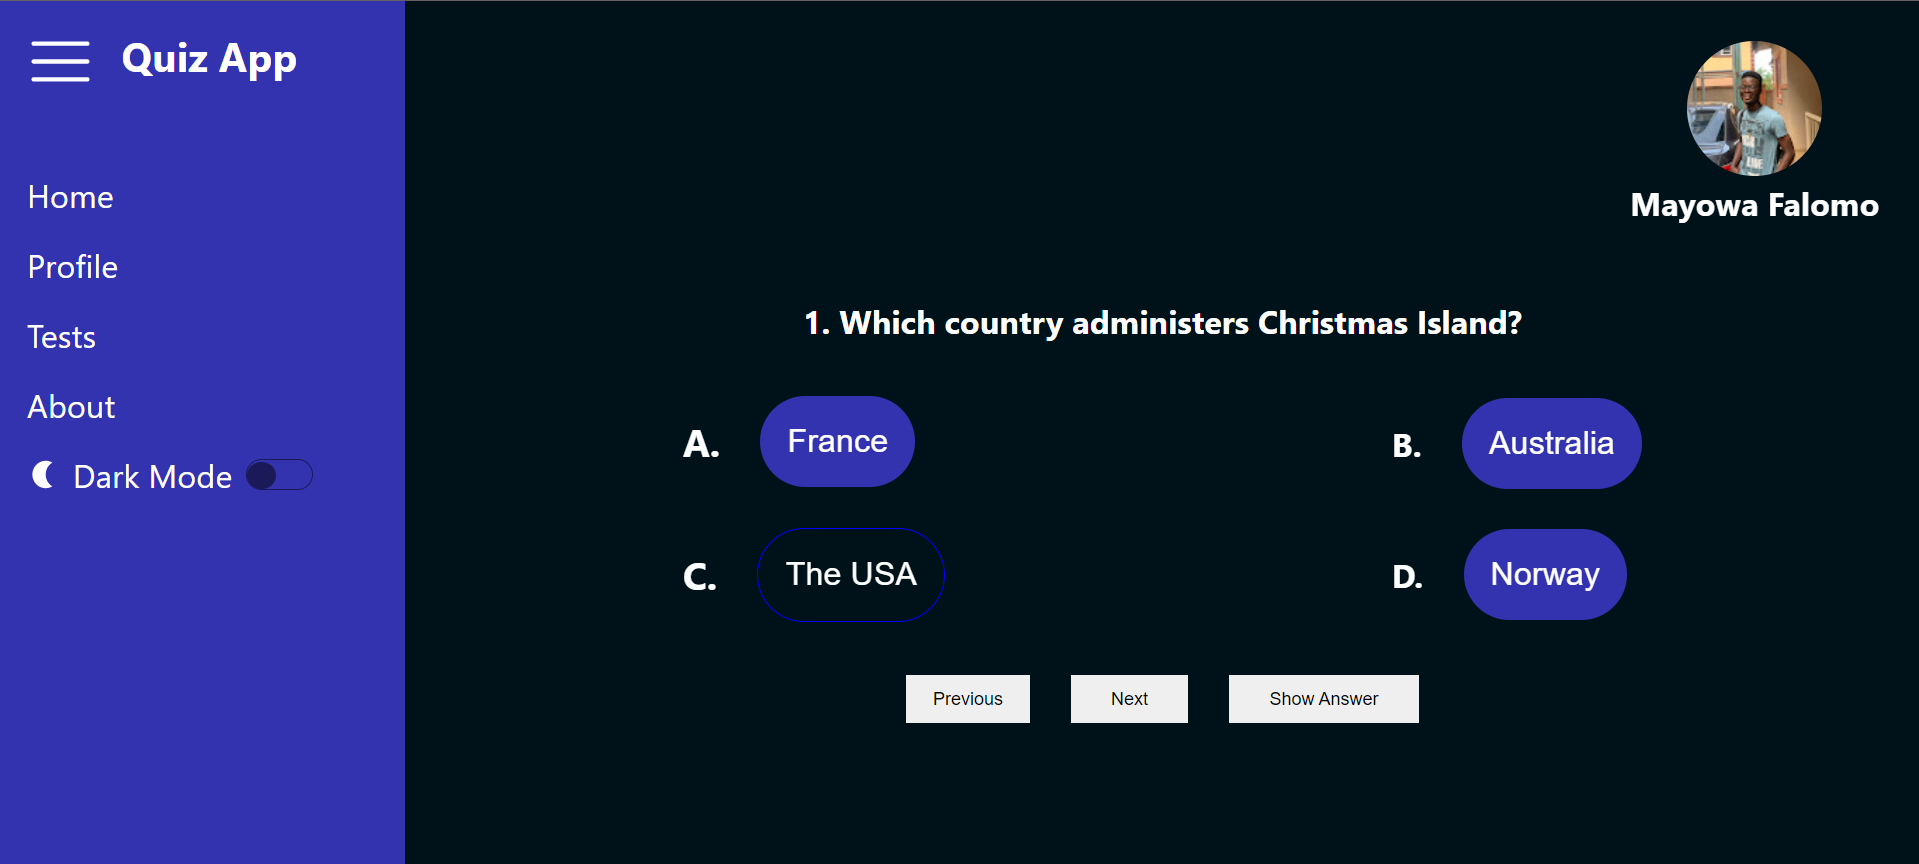 Quiz App
Home
Profile
Tests
About
Dark Mode
Mayowa Falomo
1. Which country administers Christmas Island?
A. France
B. Australia
C. The USA
D. Norway
Previous Next Show Answer